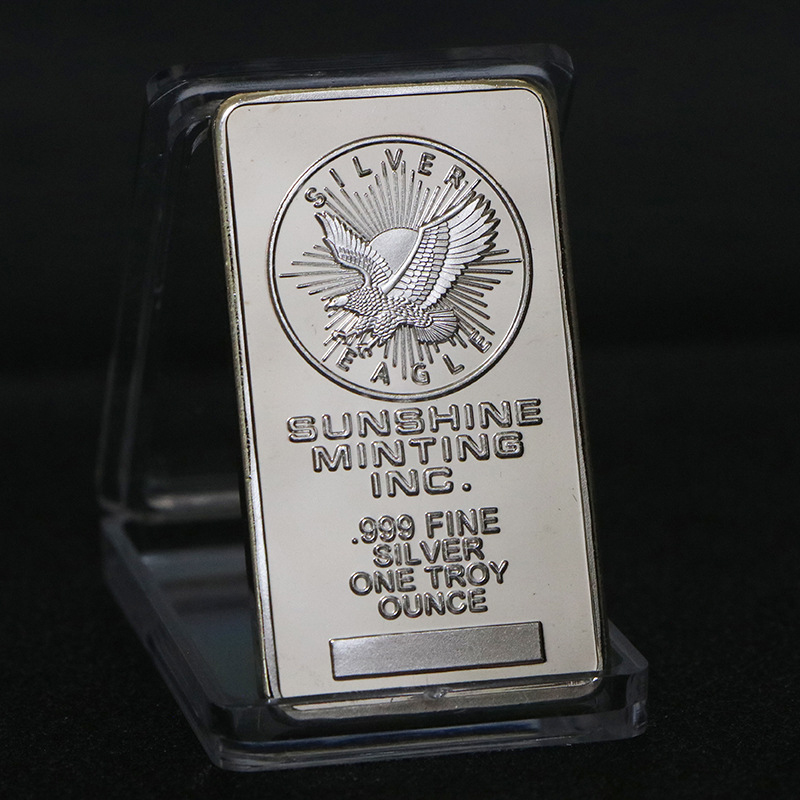 SILVER
EAGLE
SUNSHINE
MINTING
INC.
.999 FINE
SILVER
ONE TROY
OUNCE